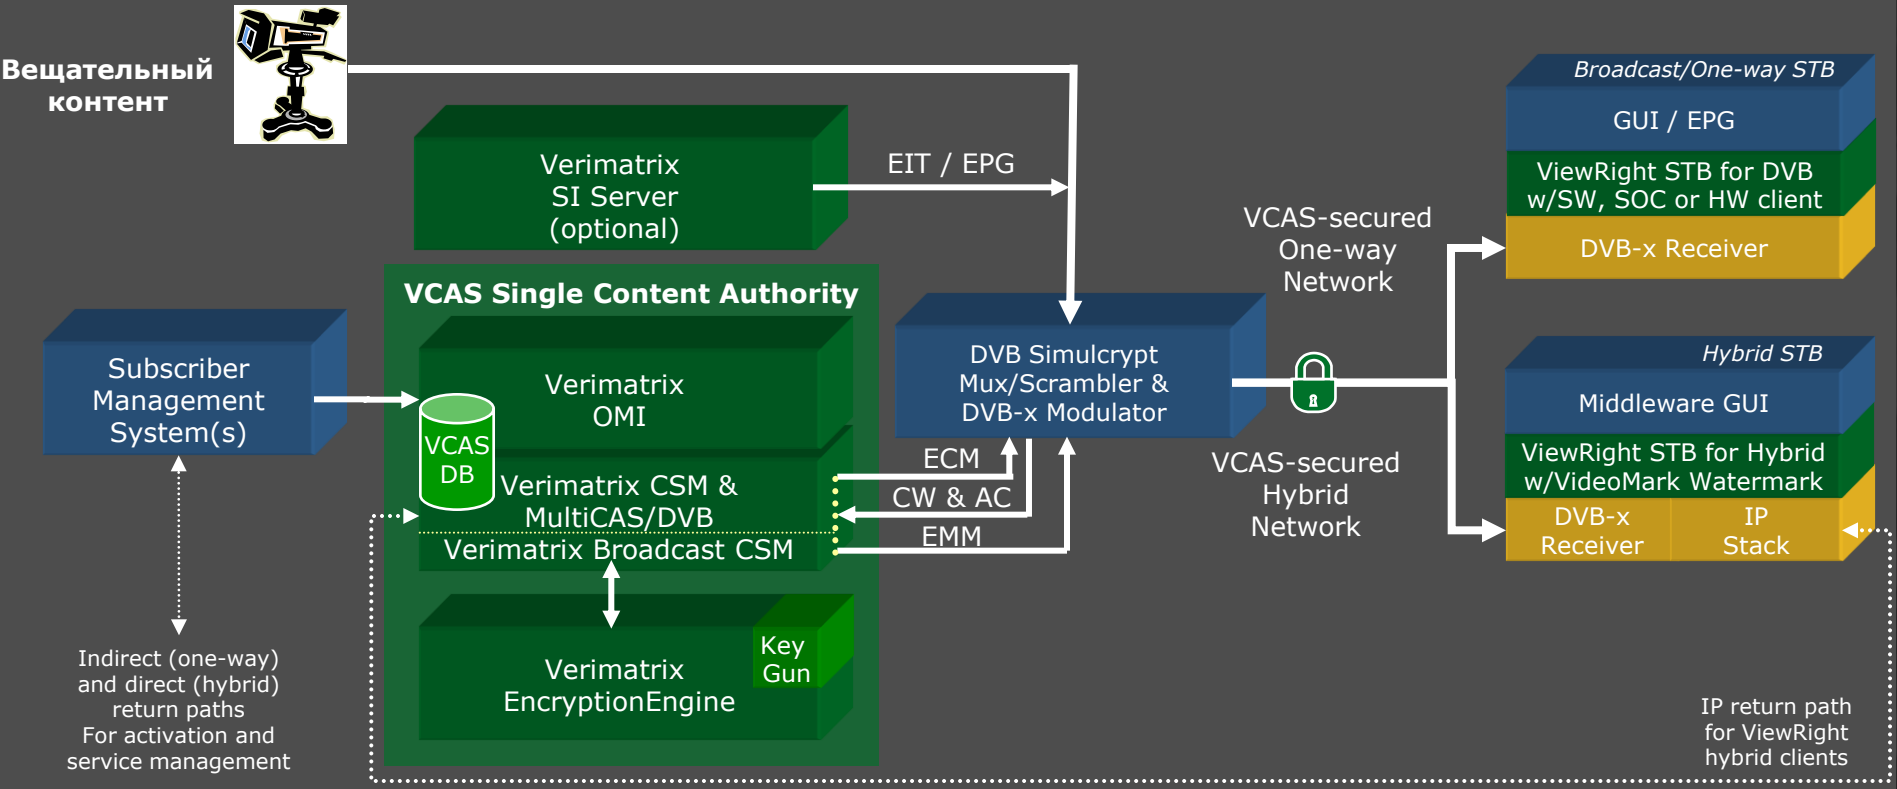 Вещательный
контент
Verimatrix
SI Server
(optional)
EIT / EPG
VCAS Single Content Authority
Subscriber
Management
System(s)
Verimatrix
OMI
VCAS
DB
Verimatrix CSM &
MultiCAS/DVB
Verimatrix Broadcast CSM
Verimatrix
EncryptionEngine
Key
Gun
Indirect (one-way)
and direct (hybrid)
return paths
For activation and
service management
ECM
CW & AC
EMM
DVB Simulcrypt
Mux/Scrambler &
DVB-x Modulator
VCAS-secured
One-way
Network
VCAS-secured
Hybrid
Network
Broadcast/One-way STB
GUI / EPG
ViewRight STB for DVB
w/SW, SOC or HW client
DVB-x Receiver
Hybrid STB
Middleware GUI
ViewRight STB for Hybrid
w/VideoMark Watermark
DVB-x
Receiver
IP
Stack
IP return path
for ViewRight
hybrid clients